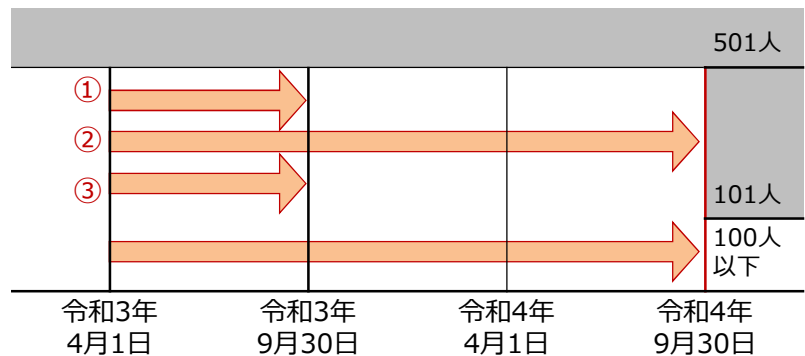 501人
①
②
③
101人
100人
以下
令和3年
4月1日
令和3年
9月30日
令和4年
4月1日
令和4年
9月30日